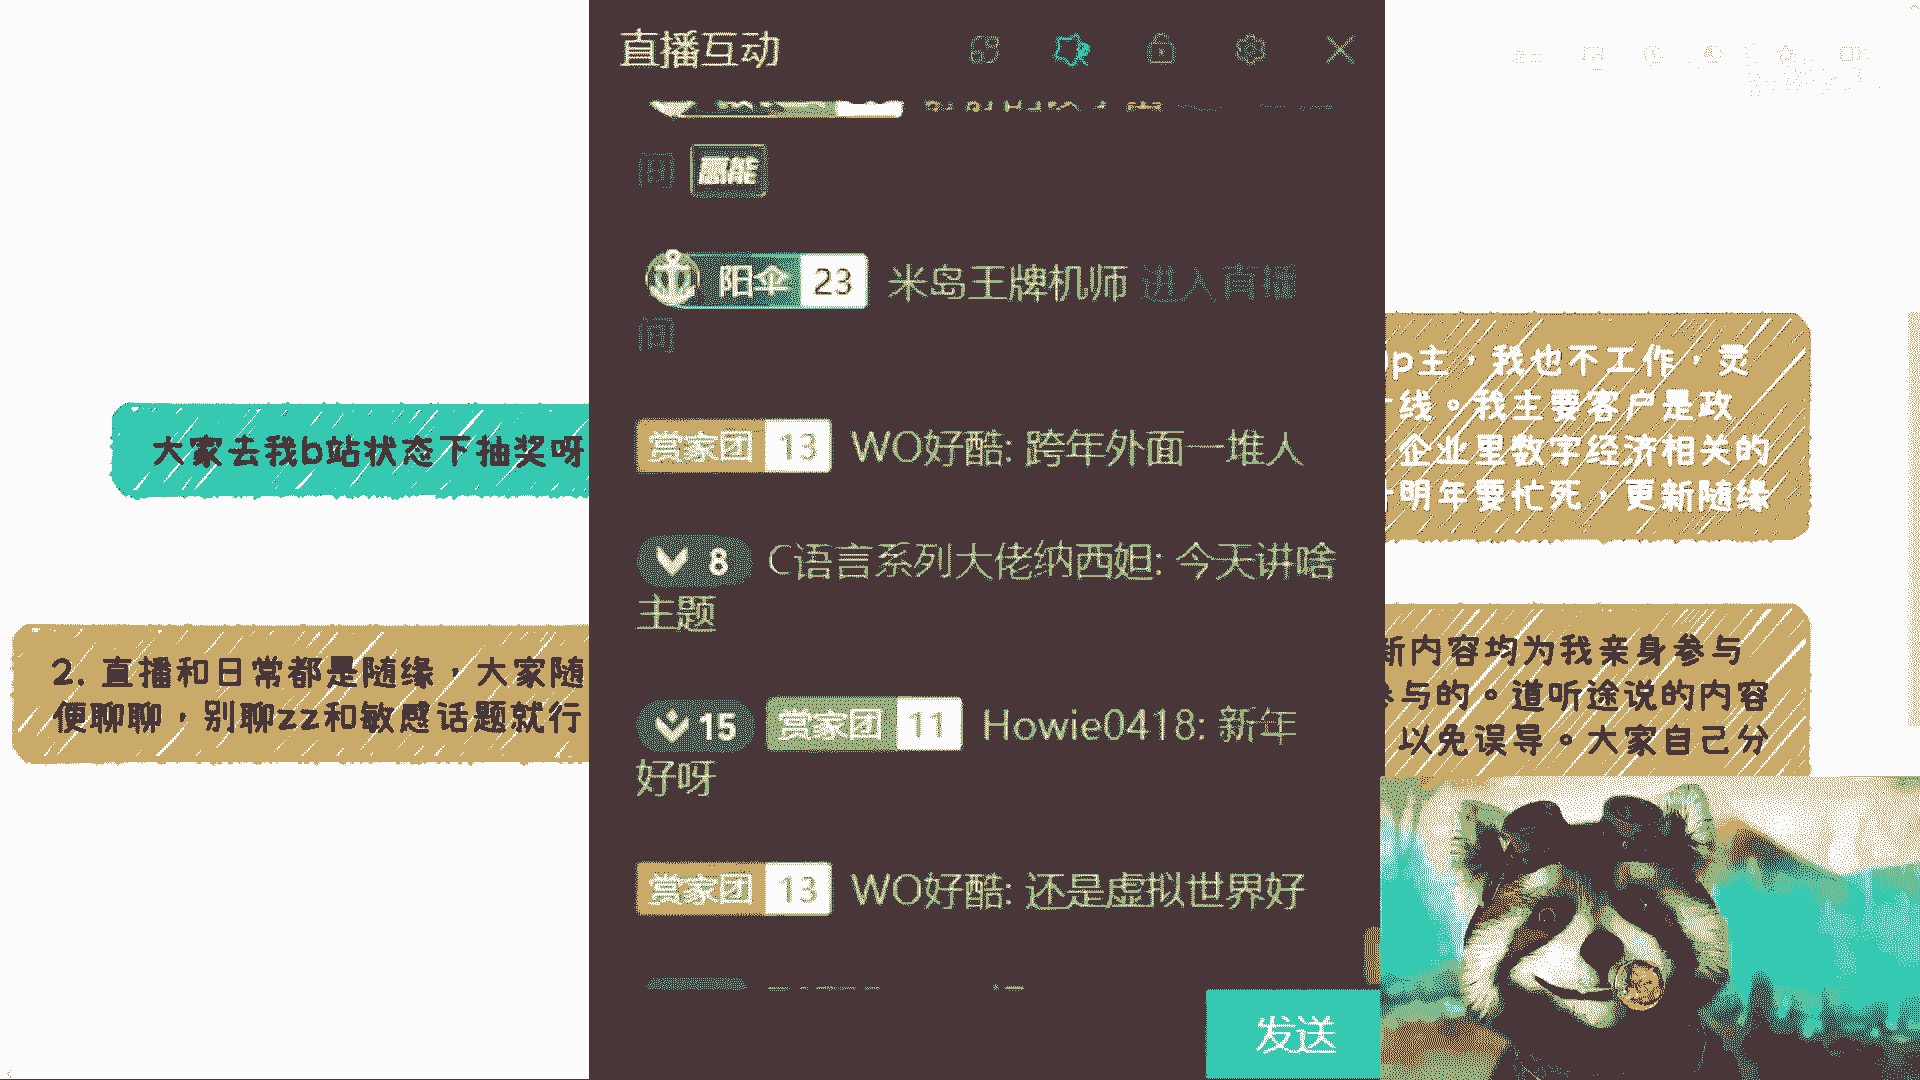 直播互动
间
高能
阳伞 23 米岛王牌机师 进入直播
间
赏家团 13 WO好酷: 跨年外面一堆人
8 C语言系列大佬纳西妲: 今天讲啥
主题
15 赏家团 11 Howie0418: 新年
好呀
赏家团 13 WO好酷: 还是虚拟世界好
发送
大家去我b站状态下抽奖呀
2. 直播和日常都是随缘，大家随
便聊聊，别聊zz和敏感话题就行
p主，我也不工作，灵
线。我主要客户是政
企业里数字经济相关的
明年要忙死，更新随缘
新内容均为我亲身参与
参与的。道听途说的内容
以免误导。大家自己分